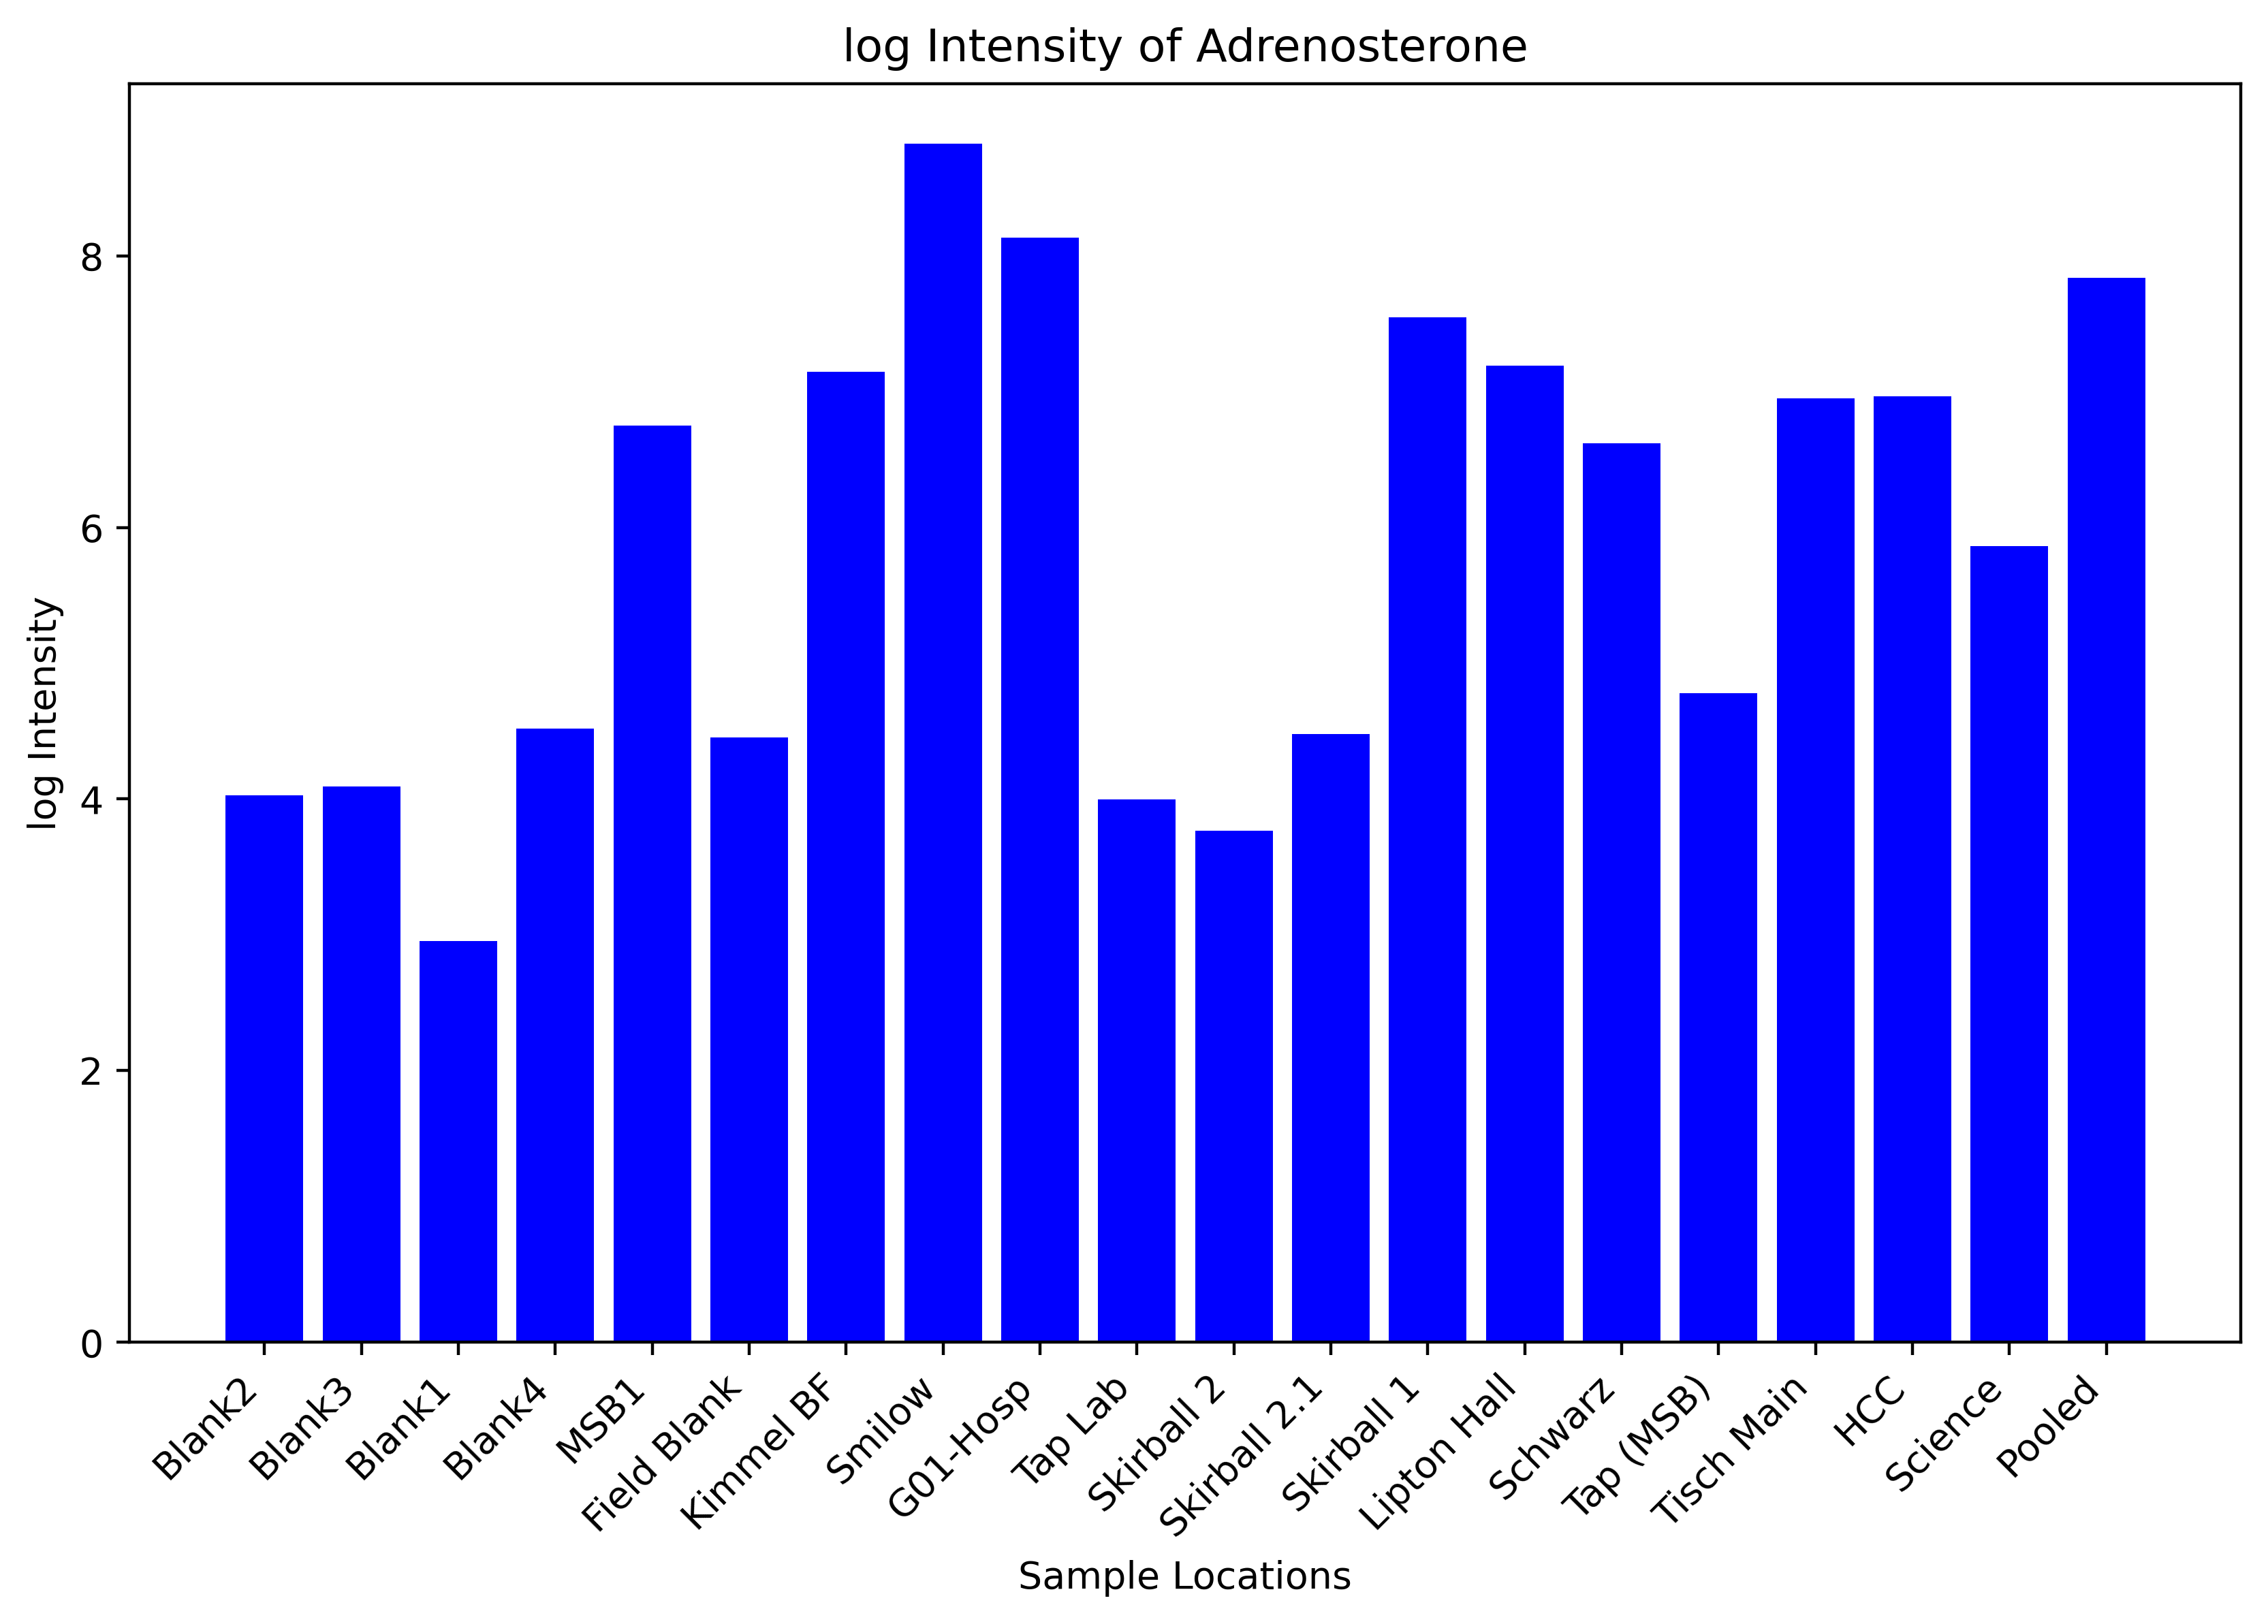 log Intensity of Adrenosterone
log Intensity
8
6
4
2
0
Blank2
Blank3
Blank1
Blank4
MSB1
Field Blank
Kimmel BF
Smilow
G01-Hosp
Tap Lab
Skirball 2
Skirball 2.1
Skirball 1
Lipton Hall
Schwarz
Tap (MSB)
Tisch Main
HCC
Science
Pooled
Sample Locations